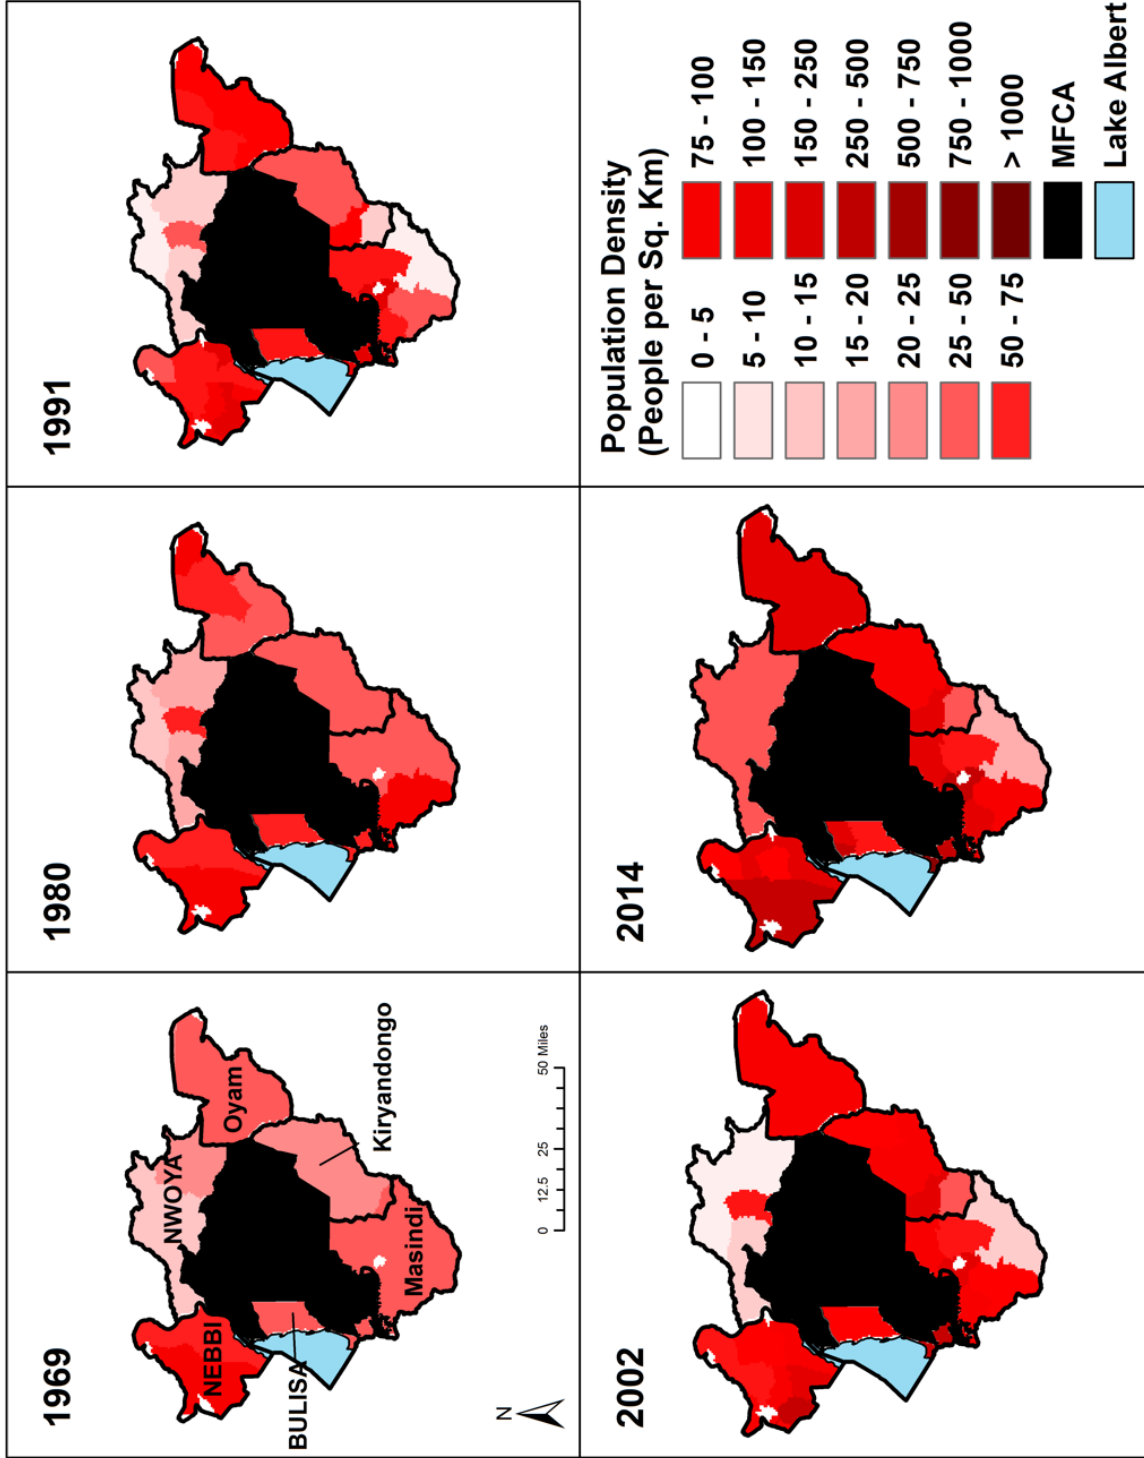 1969
NEBBI
NWOYA
Oyam
BULISA
Kiryandongo
Masindi
N
0 12.5 25 50 Miles
1980
1991
2002
2014
Population Density
(People per Sq. Km)
0 - 5
5 - 10
10 - 15
15 - 20
20 - 25
25 - 50
50 - 75
75 - 100
100 - 150
150 - 250
250 - 500
500 - 750
750 - 1000
> 1000
MFCA
Lake Albert